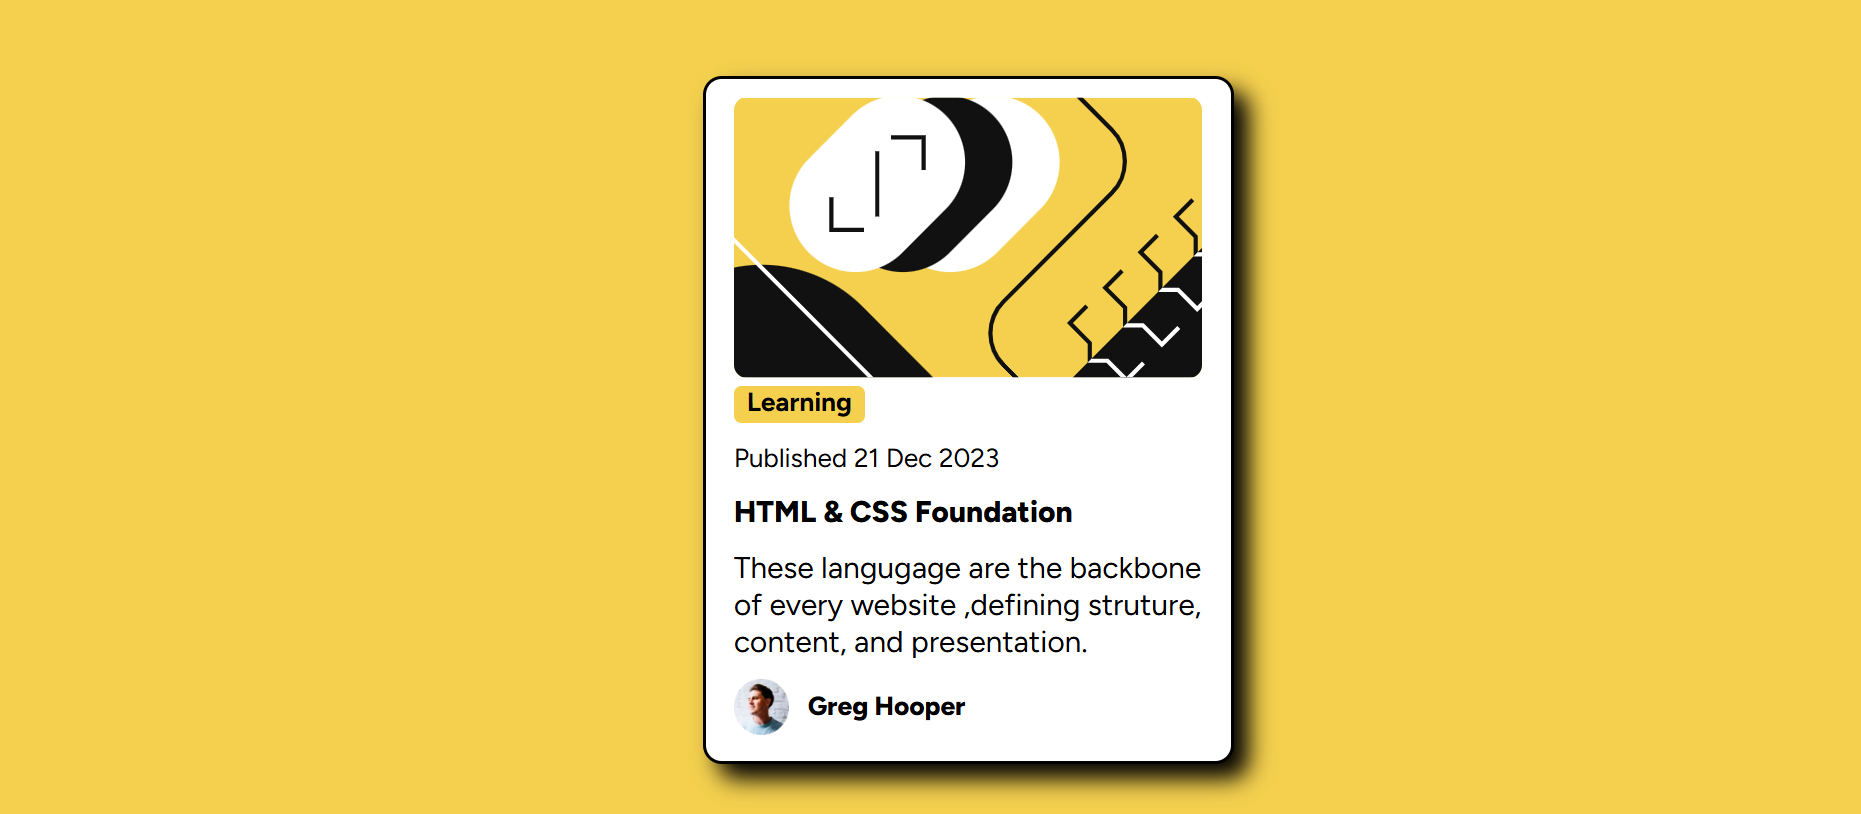 Learning
Published 21 Dec 2023
HTML & CSS Foundation
These langugage are the backbone
of every website ,defining struture,
content, and presentation.
Greg Hooper